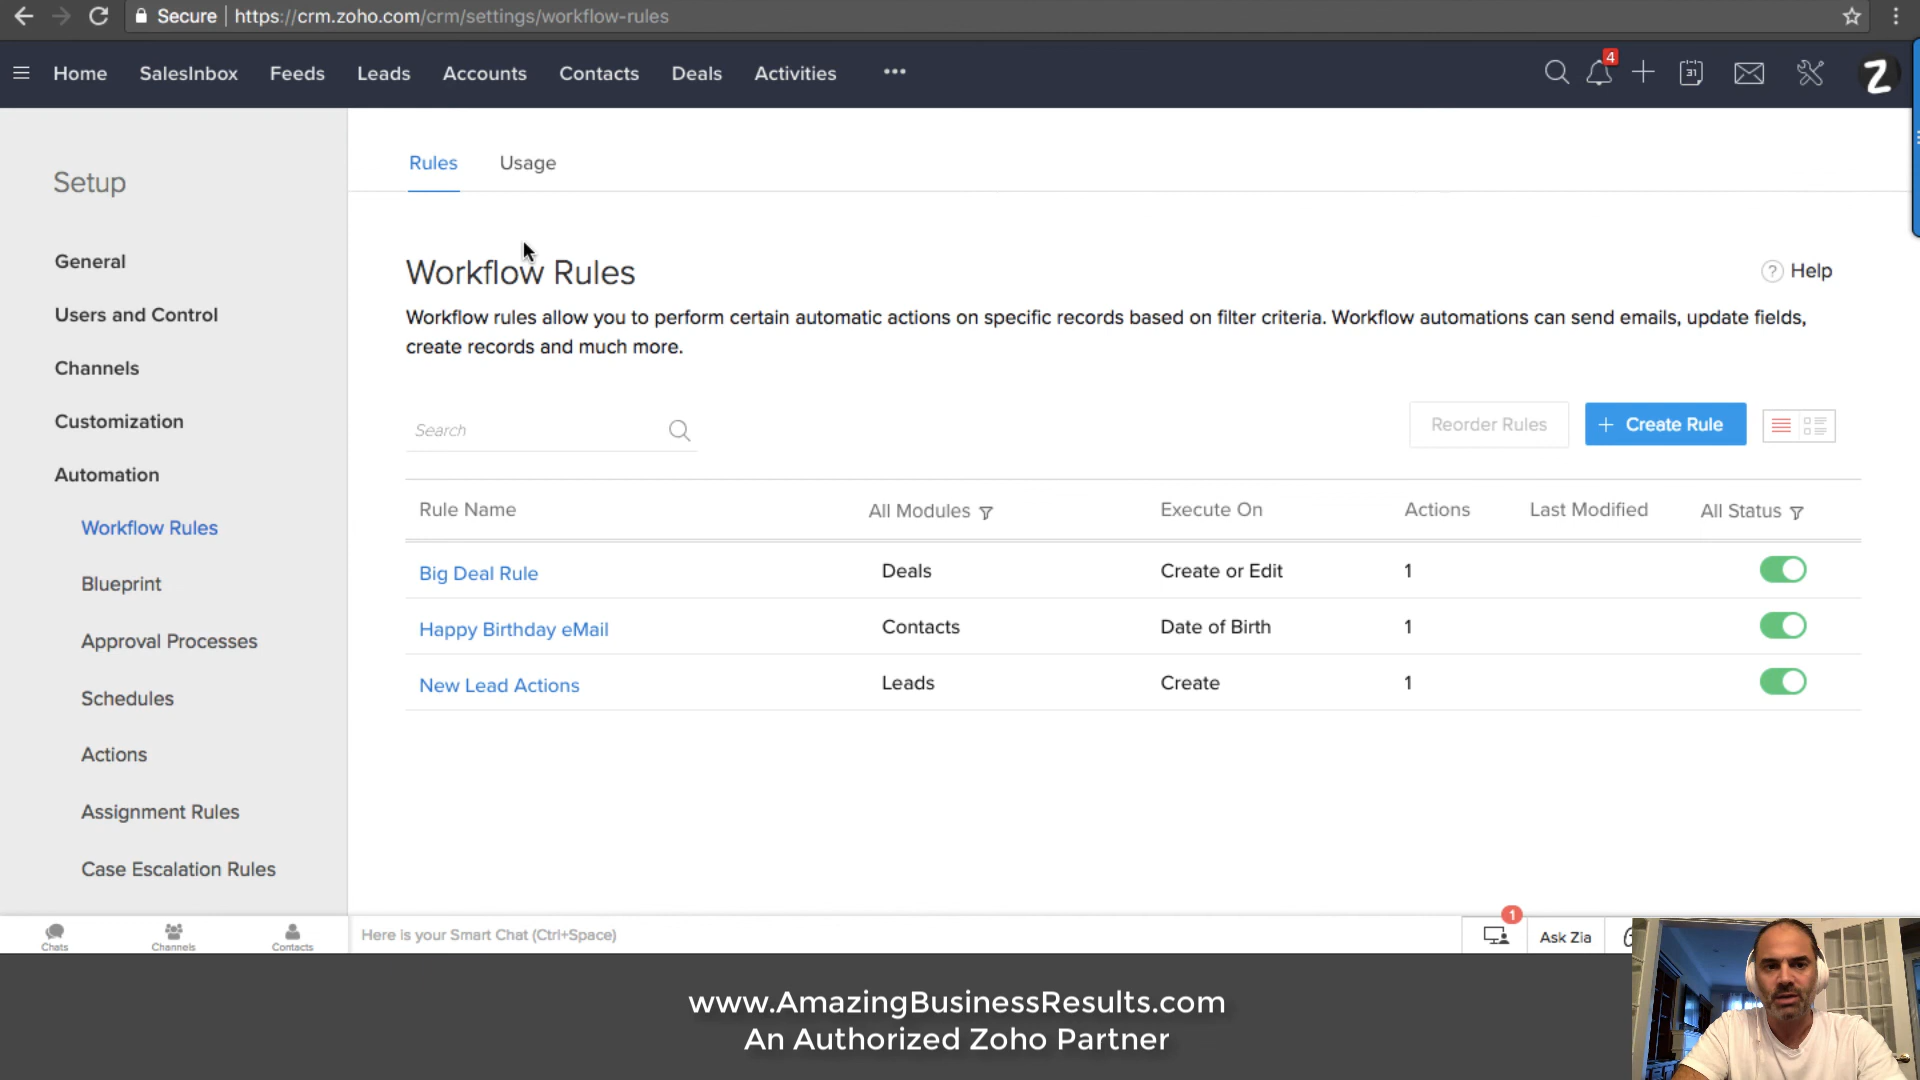 Secure https://crm.zoho.com/crm/settings/workflow-rules
Home SalesInbox Feeds Leads Accounts Contacts Deals Activities ••• 4 31 Z
Setup
General
Users and Control
Channels
Customization
Automation
Workflow Rules
Blueprint
Approval Processes
Schedules
Actions
Assignment Rules
Case Escalation Rules
Rules Usage
Workflow Rules
? Help
Workflow rules allow you to perform certain automatic actions on specific records based on filter criteria. Workflow automations can send emails, update fields,
create records and much more.
Search
Reorder Rules + Create Rule
Rule Name All Modules Execute On Actions Last Modified All Status
Big Deal Rule Deals Create or Edit 1
Happy Birthday eMail Contacts Date of Birth 1
New Lead Actions Leads Create 1
Chats Channels Contacts
Here is your Smart Chat (Ctrl+Space)
1
Ask Zia
www.AmazingBusinessResults.com
An Authorized Zoho Partner